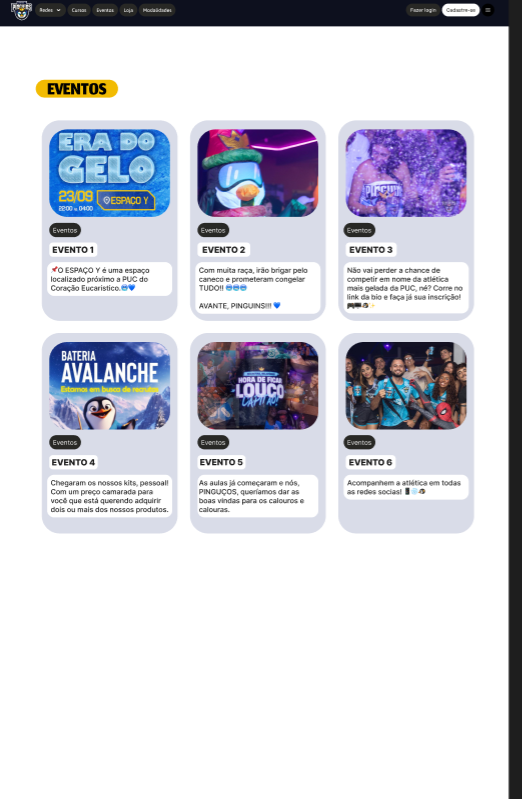 PINGUÇOS
Redes
Cursos
Eventos
Loja
Modalidades
Fazer login
Cadastre-se
EVENTOS
ERA DO
GELO
23/09
22:00 ÀS 04:00
ESPAÇO Y
Eventos
EVENTO 1
📌O ESPAÇO Y é uma espaço
localizado próximo a PUC do
Coração Eucarístico.🥶💙
Eventos
EVENTO 2
Com muita raça, irão brigar pelo
caneco e prometeram congelar
TUDO!! 🥶🥶🥶
AVANTE, PINGUINS!!! 💙
Eventos
EVENTO 3
Não vai perder a chance de
competir em nome da atlética
mais gelada da PUC, né? Corre no
link da bio e faça já sua inscrição!
BATERIA
AVALANCHE
Estamos em busca de recrutas
Eventos
EVENTO 4
Chegaram os nossos kits, pessoal!
Com um preço camarada para
você que está querendo adquirir
dois ou mais dos nossos produtos.
HORA DE FICAR
LOUCO
CAPITÃO
Eventos
EVENTO 5
As aulas já começaram e nós,
PINGUÇOS, queríamos dar as
boas vindas para os calouros e
calouras.
Eventos
EVENTO 6
Acompanhem a atlética em todas
as redes socias!